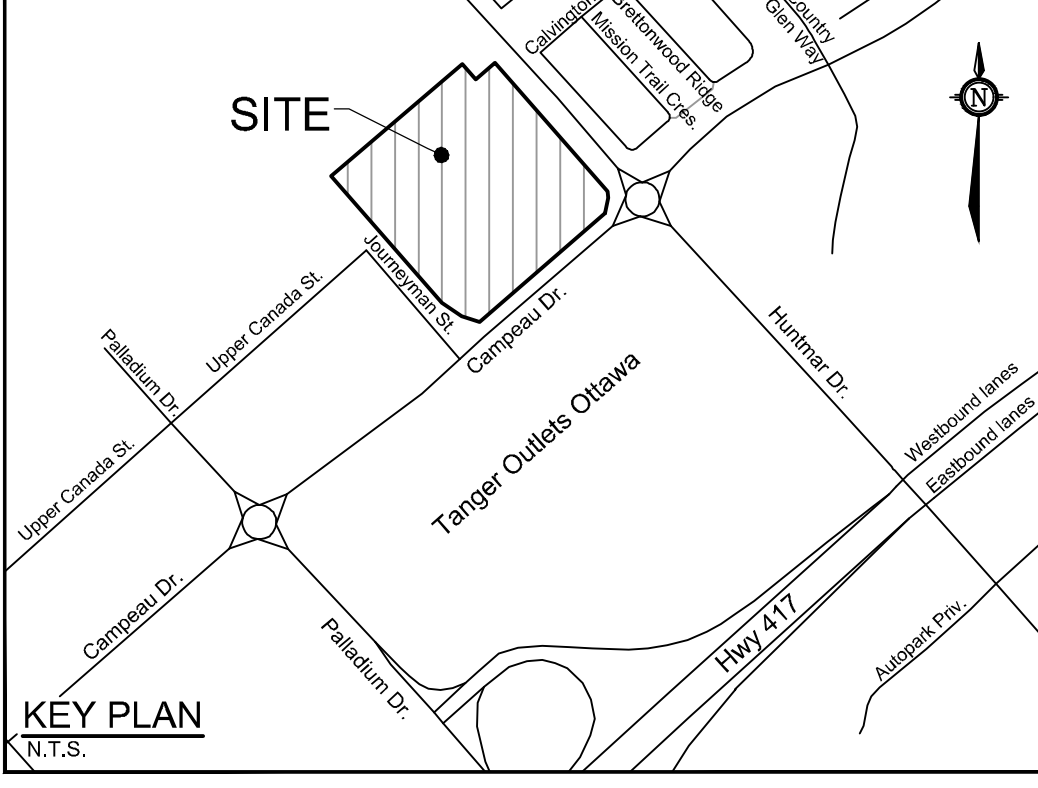 Calvington
Brettonwood Ridge
Mission Trail Cres.
Country
Glen Way
SITE
N
Journeyman St.
Upper Canada St.
Palladium Dr.
Campeau Dr.
Huntmar Dr.
Tanger Outlets Ottawa
Westbound lanes
Eastbound lanes
Upper Canada St.
Campeau Dr.
Palladium Dr.
Hwy 417
Autopark Priv.
KEY PLAN
N.T.S.